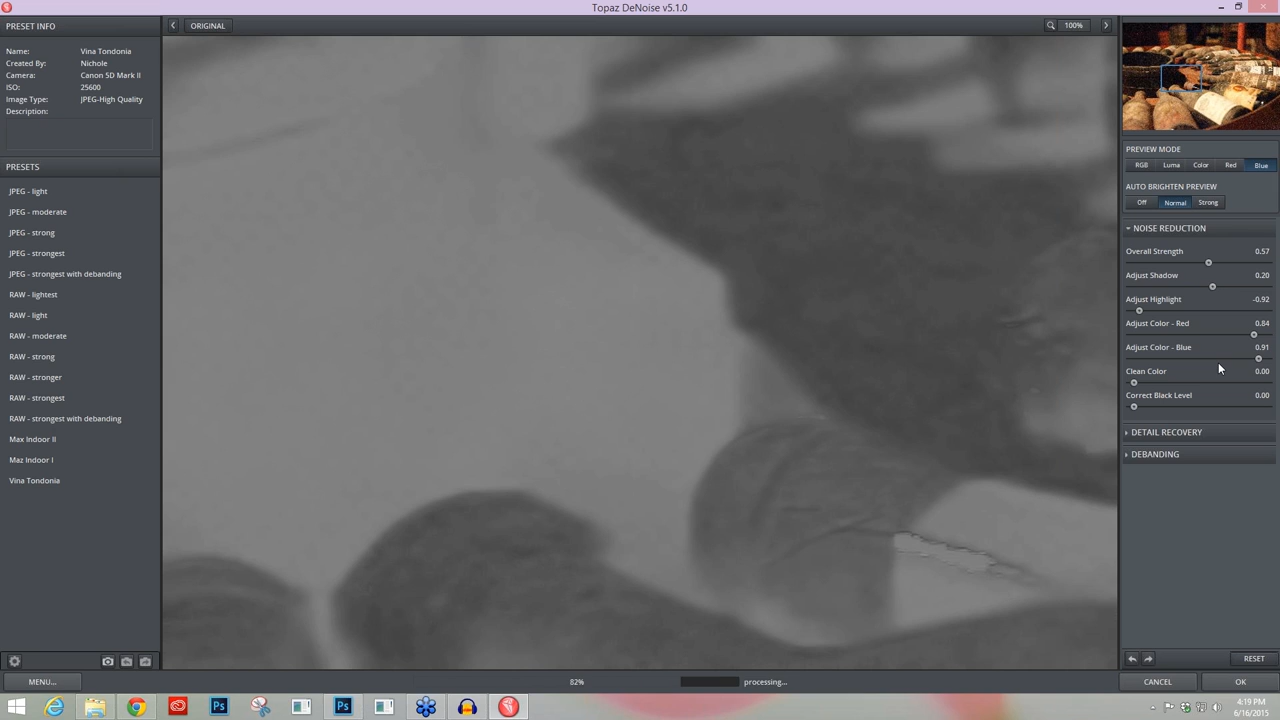 Topaz DeNoise v5.1.0
PRESET INFO
Name: Vina Tondonia
Created By: Nichole
Camera: Canon 5D Mark II
ISO: 25600
Image Type: JPEG-High Quality
Description:
PRESETS
JPEG - light
JPEG - moderate
JPEG - strong
JPEG - strongest
JPEG - strongest with debanding
RAW - lightest
RAW - light
RAW - moderate
RAW - strong
RAW - stronger
RAW - strongest
RAW - strongest with debanding
Max Indoor II
Maz Indoor I
Vina Tondonia
MENU...
ORIGINAL
100%
82%
processing...
PREVIEW MODE
RGB Luma Color Red Blue
AUTO BRIGHTEN PREVIEW
Off Normal Strong
NOISE REDUCTION
Overall Strength 0.57
Adjust Shadow 0.20
Adjust Highlight -0.92
Adjust Color - Red 0.84
Adjust Color - Blue 0.91
Clean Color 0.00
Correct Black Level 0.00
DETAIL RECOVERY
DEBANDING
RESET
CANCEL OK
Ps
Ps
4:19 PM
6/16/2015